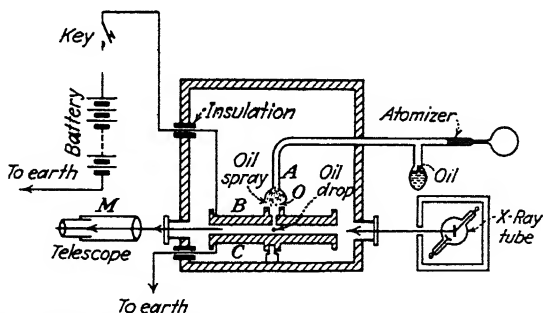 Key
Battery
To earth
Insulation
Atomizer
Oil
spray
A
O
Oil
drop
Oil
M
B
Telescope
C
X-Ray
tube
To earth